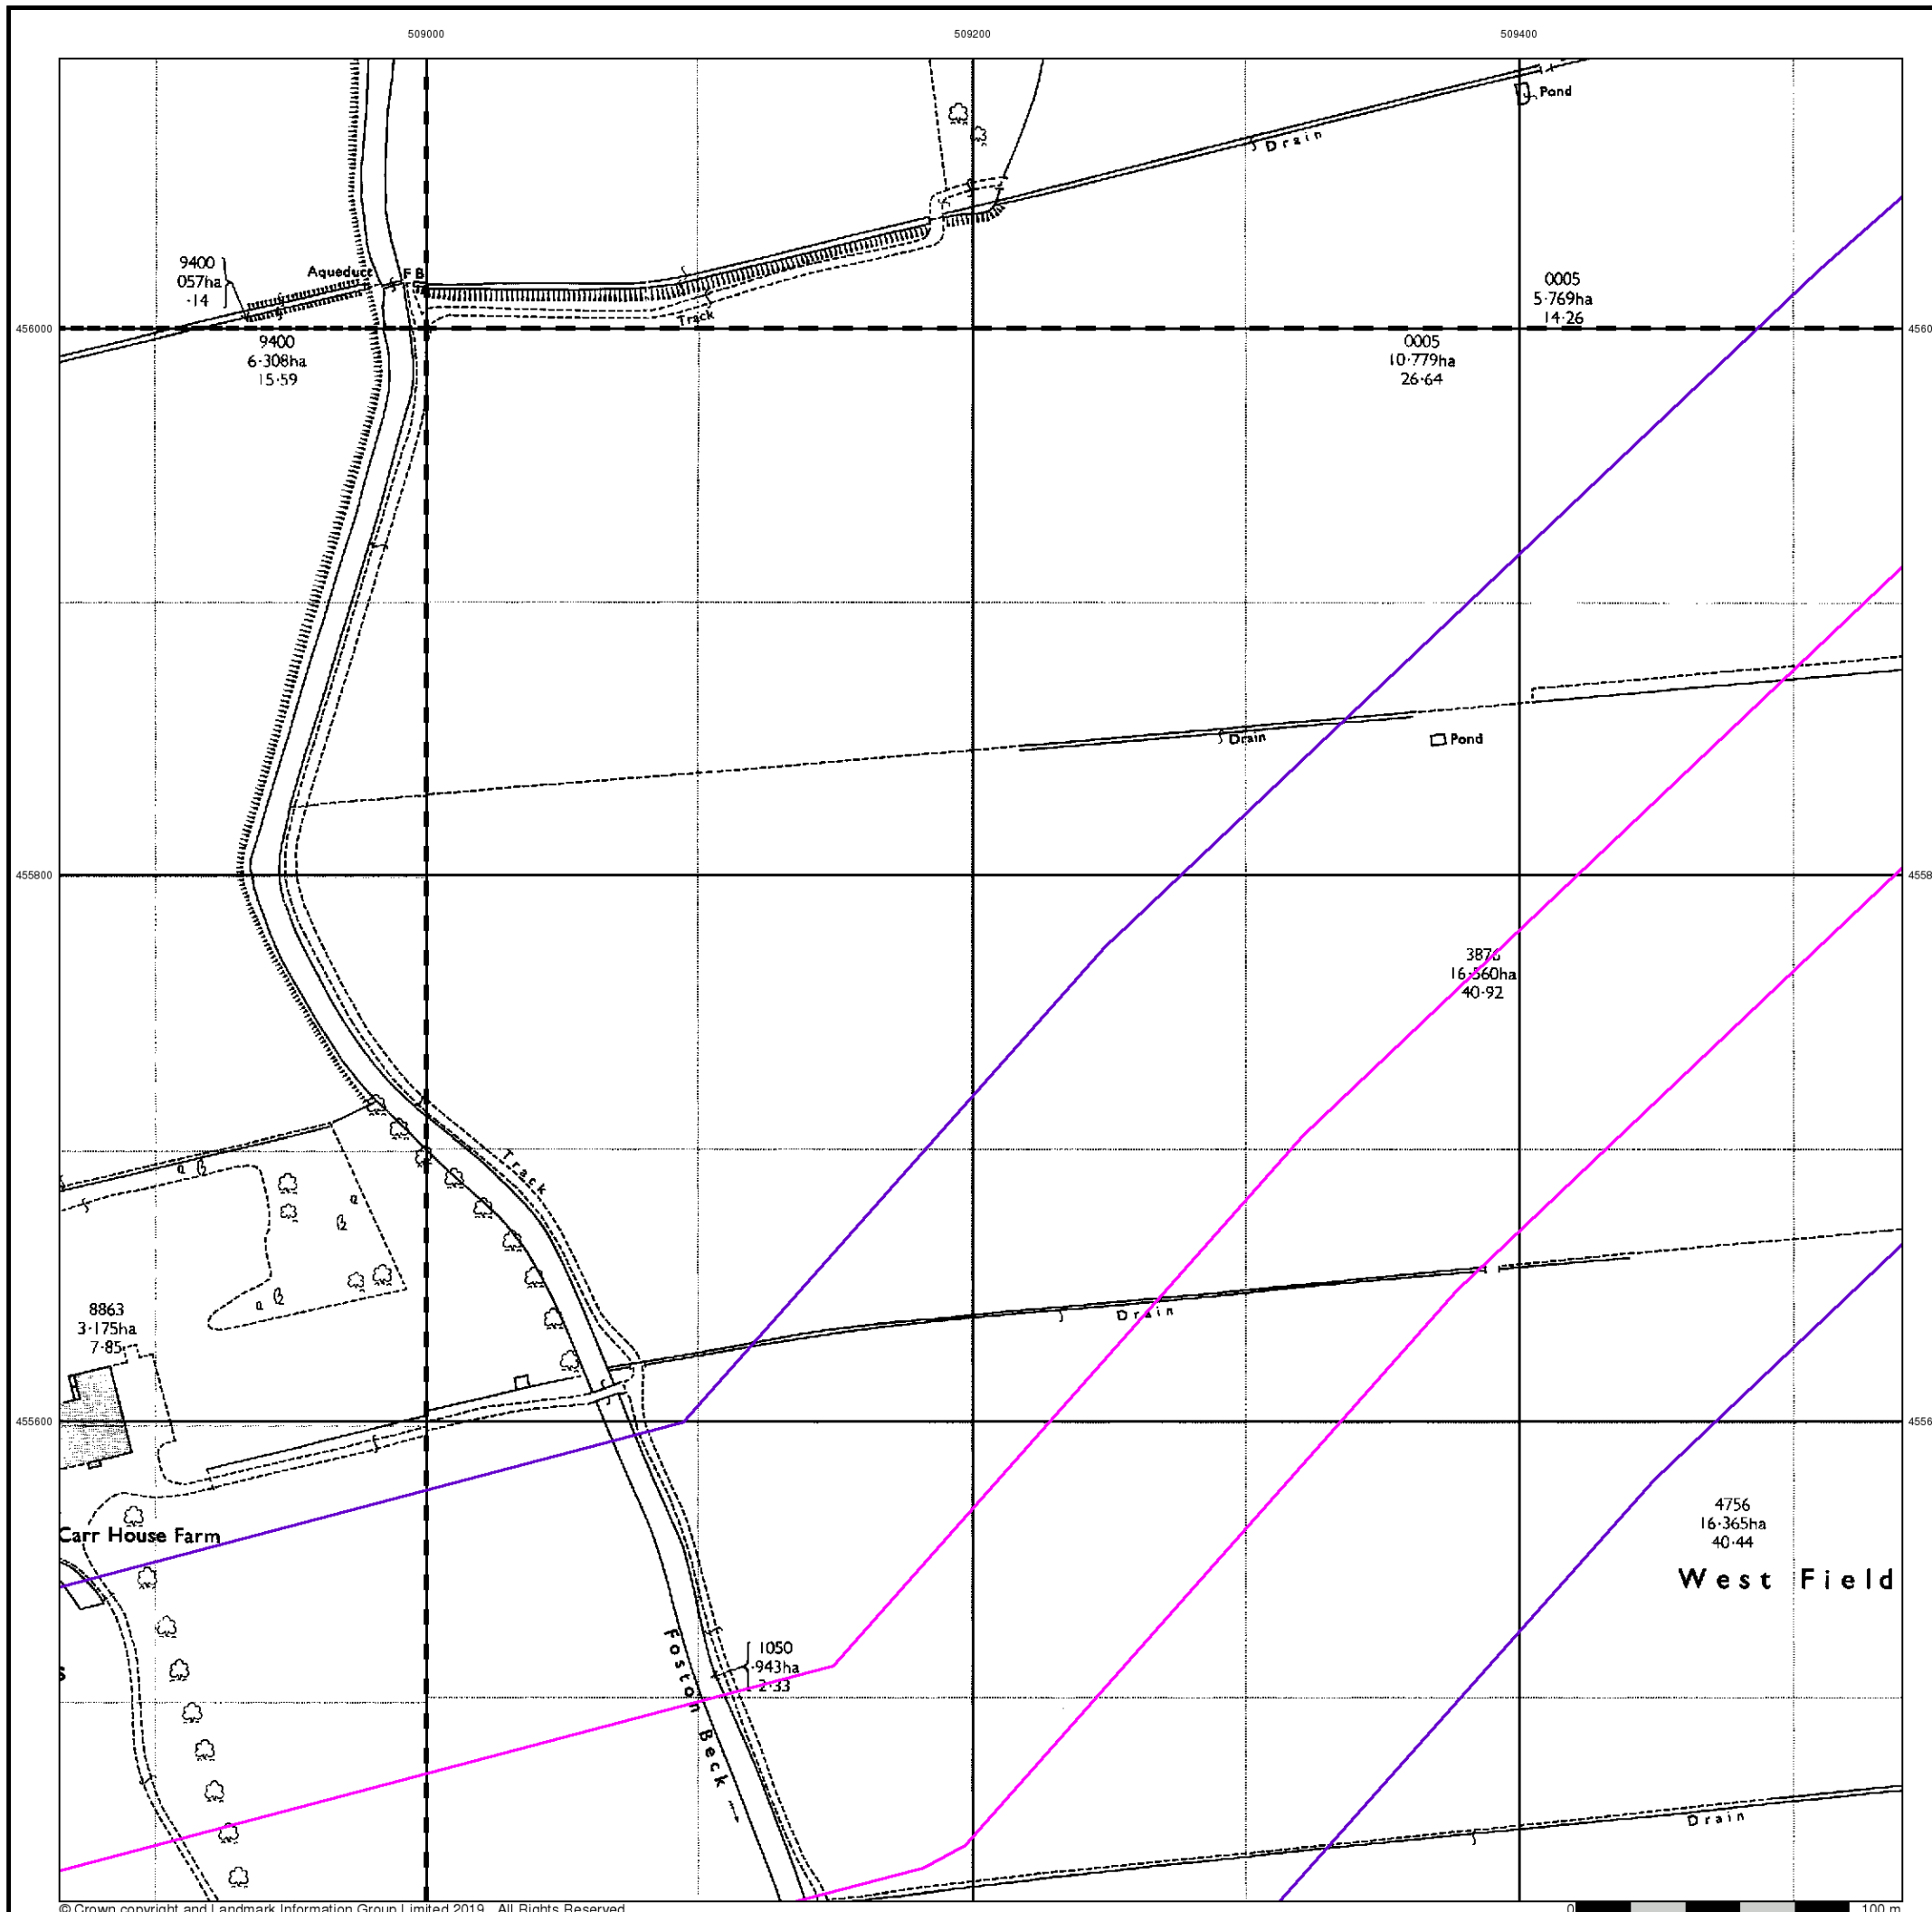 509000
509200
509400
Pond
Drain
9400
057ha
·14
Aqueduct
F B
Track
0005
5·769ha
14·26
456000
9400
6·308ha
15·59
0005
10·779ha
26·64
Drain
Pond
455800
3876
16·560ha
40·92
Track
8863
3·175ha
7·85
Drain
455600
Carr House Farm
4756
16·365ha
40·44
West Field
1050
·943ha
2·33
Foston Beck
Drain
© Crown copyright and Landmark Information Group Limited 2019. All Rights Reserved.
0
100 m